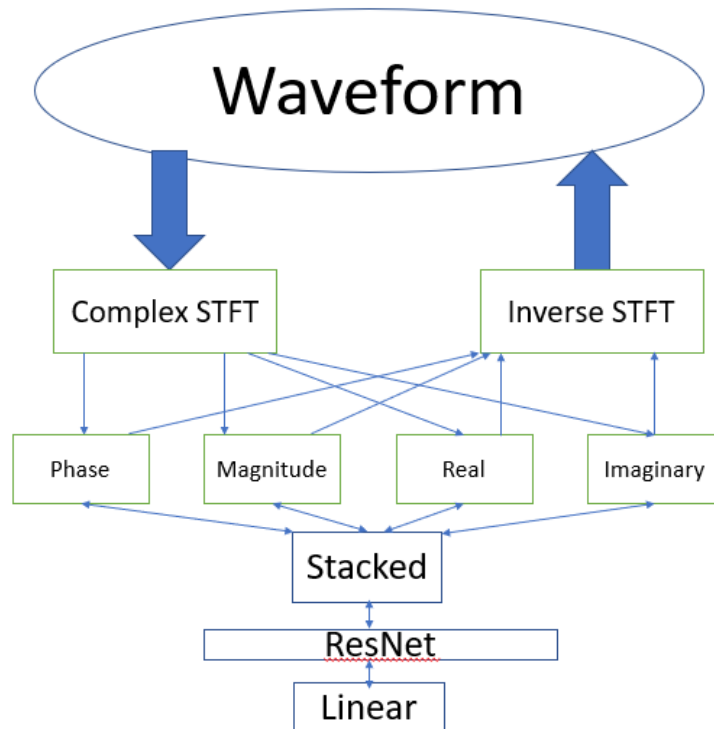 Waveform
Complex STFT
Inverse STFT
Phase
Magnitude
Real
Imaginary
Stacked
ResNet
Linear